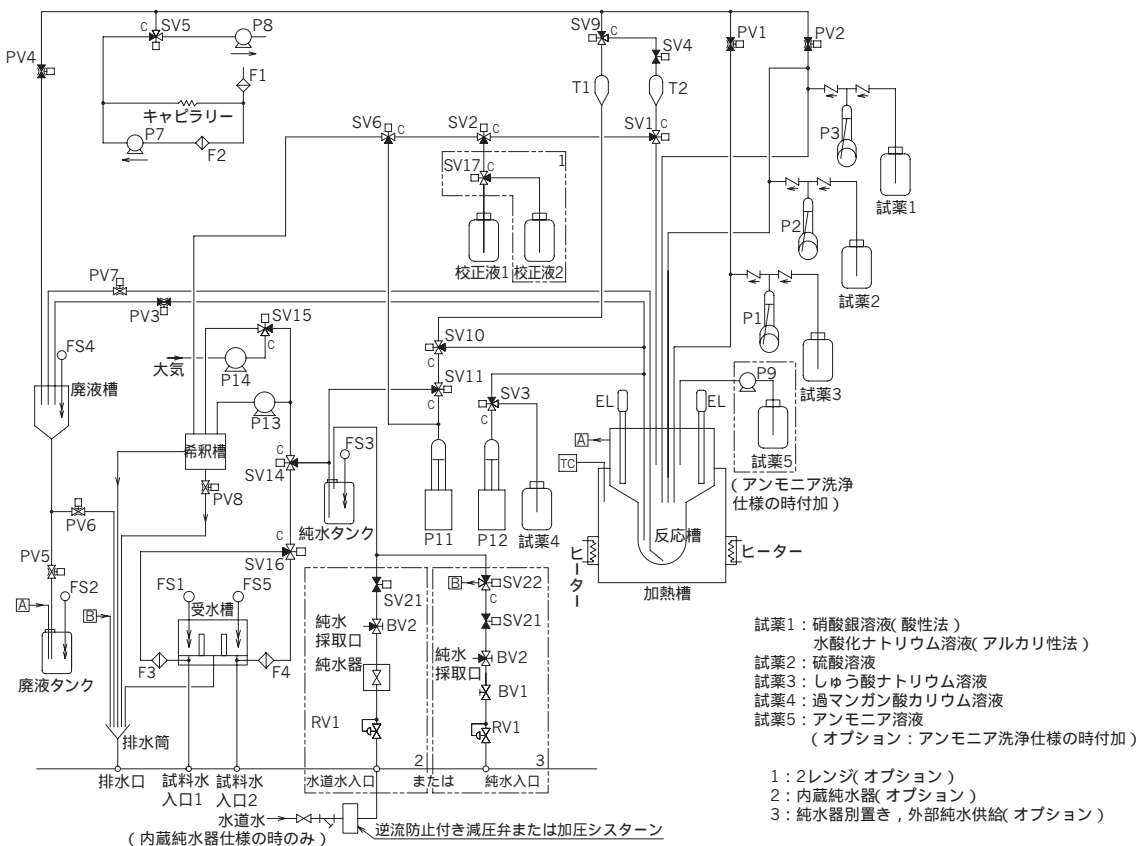 SV5
P8
C
PV4
F1
キャピラリー
P7
F2
SV9
C
SV4
T1
T2
PV1
PV2
P3
試薬1
SV6
C
SV2
C
SV1
C
SV17
C
1
校正液1
校正液2
P2
試薬2
PV7
PV3
SV15
C
FS4
廃液槽
大気
P14
P13
SV10
C
SV11
C
SV3
C
P1
試薬3
P9
試薬5
(アンモニア洗浄
仕様の時付加)
EL
EL
A
TC
希釈槽
C
SV14
FS3
純水タンク
PV8
PV6
P11
P12
試薬4
反応槽
ヒーター
ヒーター
加熱槽
PV5
FS2
A
B
廃液タンク
C
SV16
FS1
FS5
受水槽
F3
F4
排水筒
SV21
純水
採取口
BV2
純水器
RV1
B
SV22
C
SV21
純水
採取口
BV2
BV1
RV1
排水口
試料水
入口1
試料水
入口2
水道水入口
2
または
純水入口
3
水道水
(内蔵純水器仕様の時のみ)
逆流防止付き減圧弁または加圧シスターン
試薬1:硝酸銀溶液(酸性法)
水酸化ナトリウム溶液(アルカリ性法)
試薬2:硫酸溶液
試薬3:しゅう酸ナトリウム溶液
試薬4:過マンガン酸カリウム溶液
試薬5:アンモニア溶液
(オプション:アンモニア洗浄仕様の時付加)
1:2レンジ(オプション)
2:内蔵純水器(オプション)
3:純水器別置き,外部純水供給(オプション)